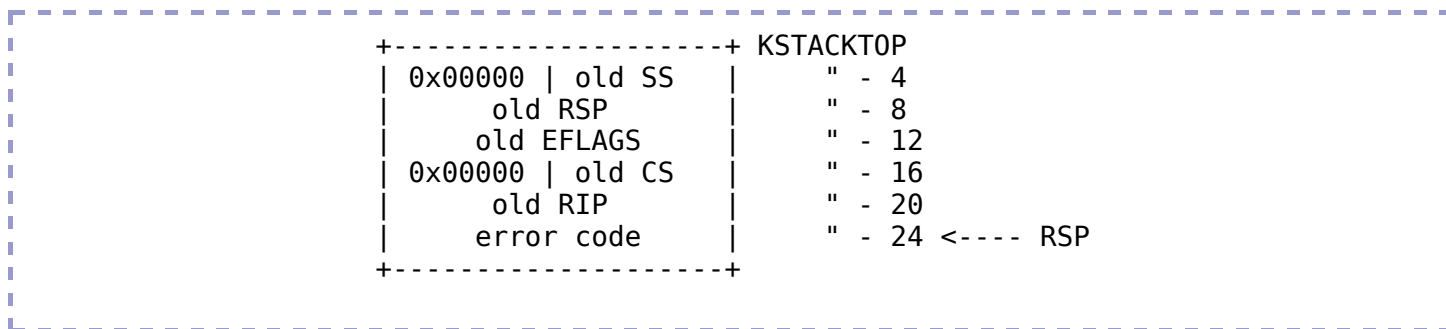 +--------------------+ KSTACKTOP
| 0x00000 | old SS   |     " - 4
|      old RSP       |     " - 8
|     old EFLAGS     |     " - 12
| 0x00000 | old CS   |     " - 16
|      old RIP       |     " - 20
|     error code     |     " - 24 <---- RSP
+--------------------+